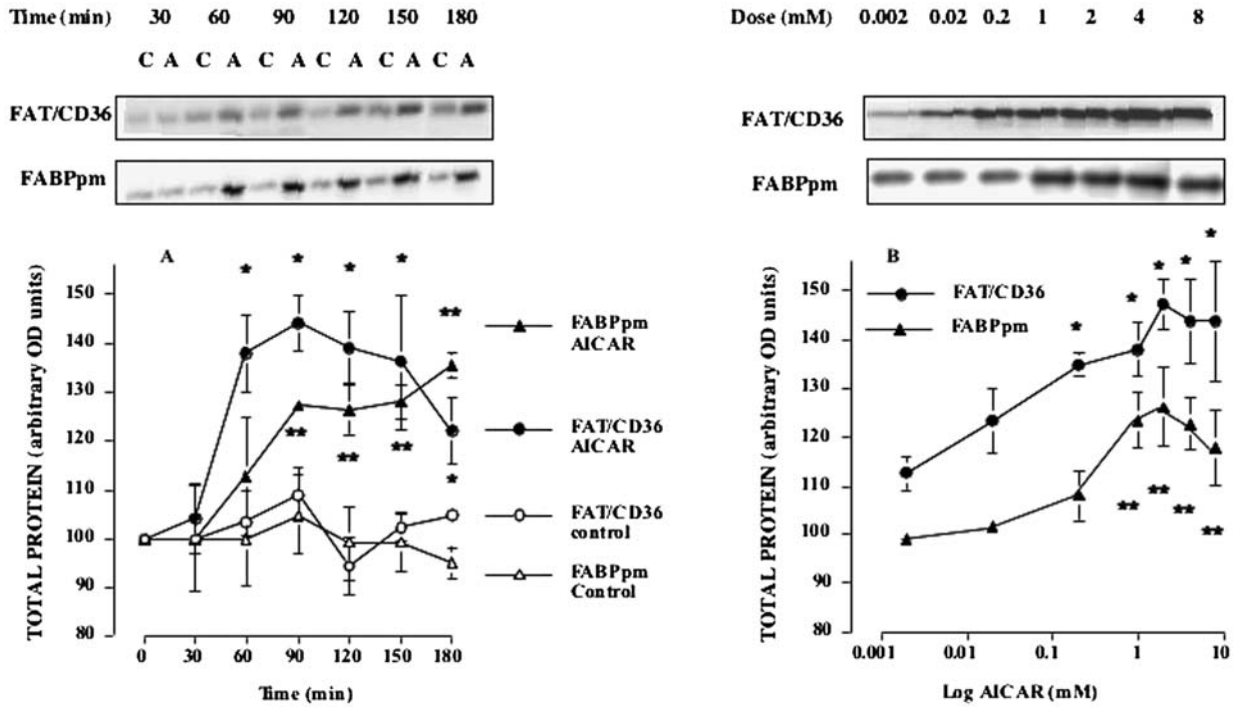 Time (min) 30 60 90 120 150 180
C A C A C A C A C A C A
FAT/CD36
FABPpm
A
TOTAL PROTEIN (arbitrary OD units)
150
140
130
120
110
100
90
80
* * * * **
** ** ** *
0 30 60 90 120 150 180
Time (min)
FABPpm
AICAR
FAT/CD36
AICAR
FAT/CD36
control
FABPpm
Control
Dose (mM) 0.002 0.02 0.2 1 2 4 8
FAT/CD36
FABPpm
B
FAT/CD36
FABPpm
TOTAL PROTEIN (arbitrary OD units)
150
140
130
120
110
100
90
80
* * * * *
** ** ** **
0.001 0.01 0.1 1 10
Log AICAR (mM)